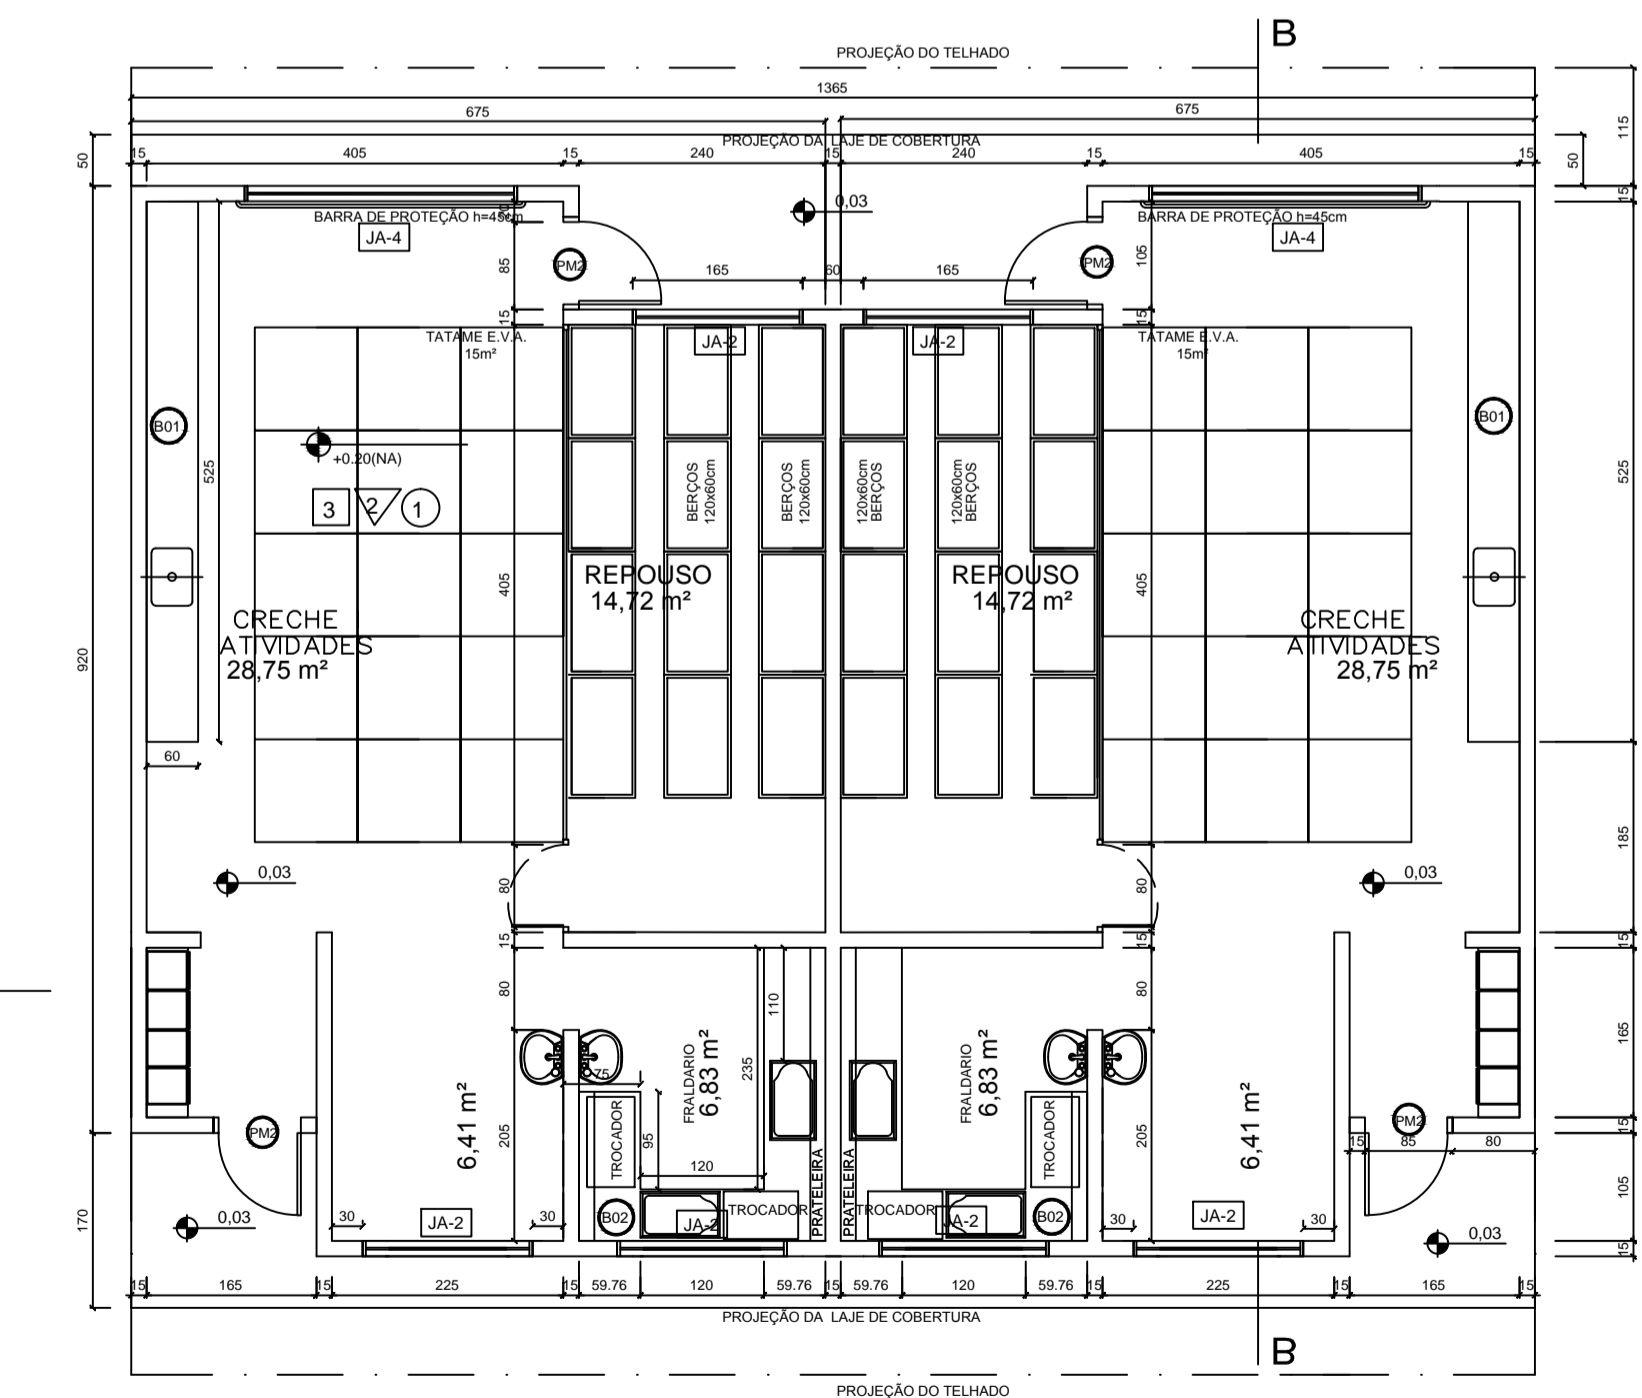 B
PROJEÇÃO DO TELHADO
1365
675
675
115
PROJEÇÃO DA LAJE DE COBERTURA
50
15
405
15
240
15
240
15
405
15
50
15
0,03
BARRA DE PROTEÇÃO h=45cm
20
BARRA DE PROTEÇÃO h=45cm
JA-4
JA-4
PM2
PM2
85
105
165
60
165
15
15
TATAME E.V.A.
15m²
TATAME E.V.A.
15m²
JA-2
JA-2
B01
B01
+0.20(NA)
525
525
BERÇOS
120x60cm
BERÇOS
120x60cm
120x60cm
BERÇOS
120x60cm
BERÇOS
3
2
1
405
405
REPOUSO
14,72 m²
REPOUSO
14,72 m²
CRECHE
ATIVIDADES
28,75 m²
CRECHE
ATIVIDADES
28,75 m²
920
60
185
0,03
0,03
80
80
15
15
15
80
80
110
235
165
75
FRALDARIO
6,83 m²
FRALDARIO
6,83 m²
6,41 m²
6,41 m²
TROCADOR
TROCADOR
95
205
205
PM2
PM2
15
85
80
15
120
PRATELEIRA
PRATELEIRA
105
170
0,03
30
JA-2
30
B02
JA-2
TROCADOR
TROCADOR
JA-2
B02
30
JA-2
30
0,03
15
15
165
15
225
15
59.76
120
59.76
15
59.76
120
59.76
15
225
15
165
15
PROJEÇÃO DA LAJE DE COBERTURA
B
PROJEÇÃO DO TELHADO